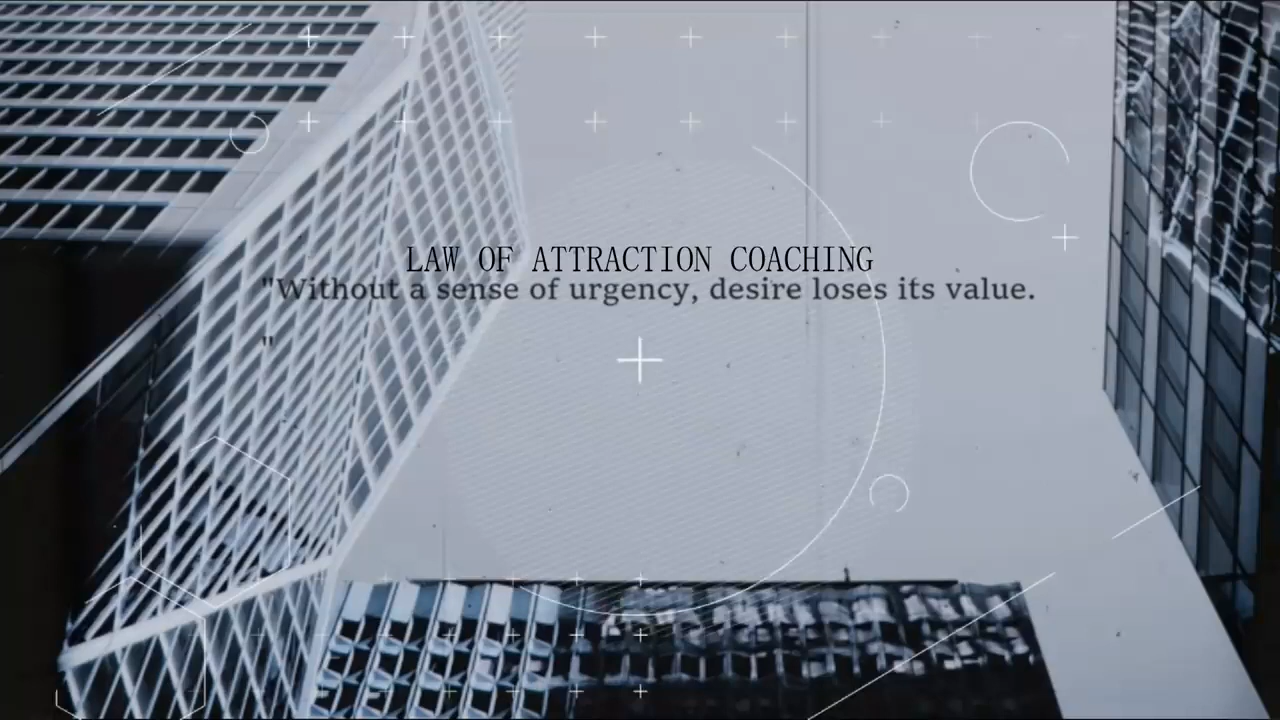 LAW OF ATTRACTION COACHING
"Without a sense of urgency, desire loses its value.
"